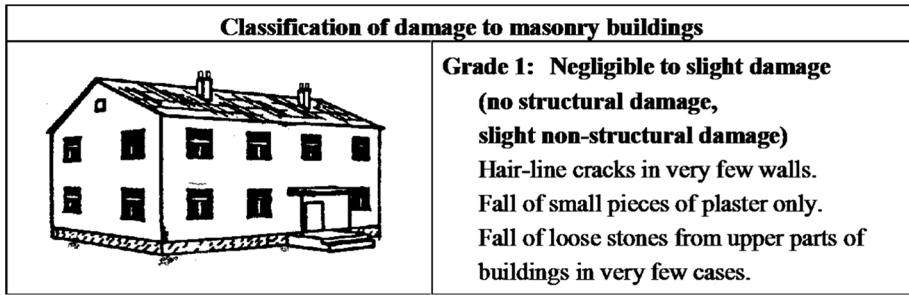 Classification of damage to masonry buildings
Grade 1: Negligible to slight damage
(no structural damage,
slight non-structural damage)
Hair-line cracks in very few walls.
Fall of small pieces of plaster only.
Fall of loose stones from upper parts of
buildings in very few cases.